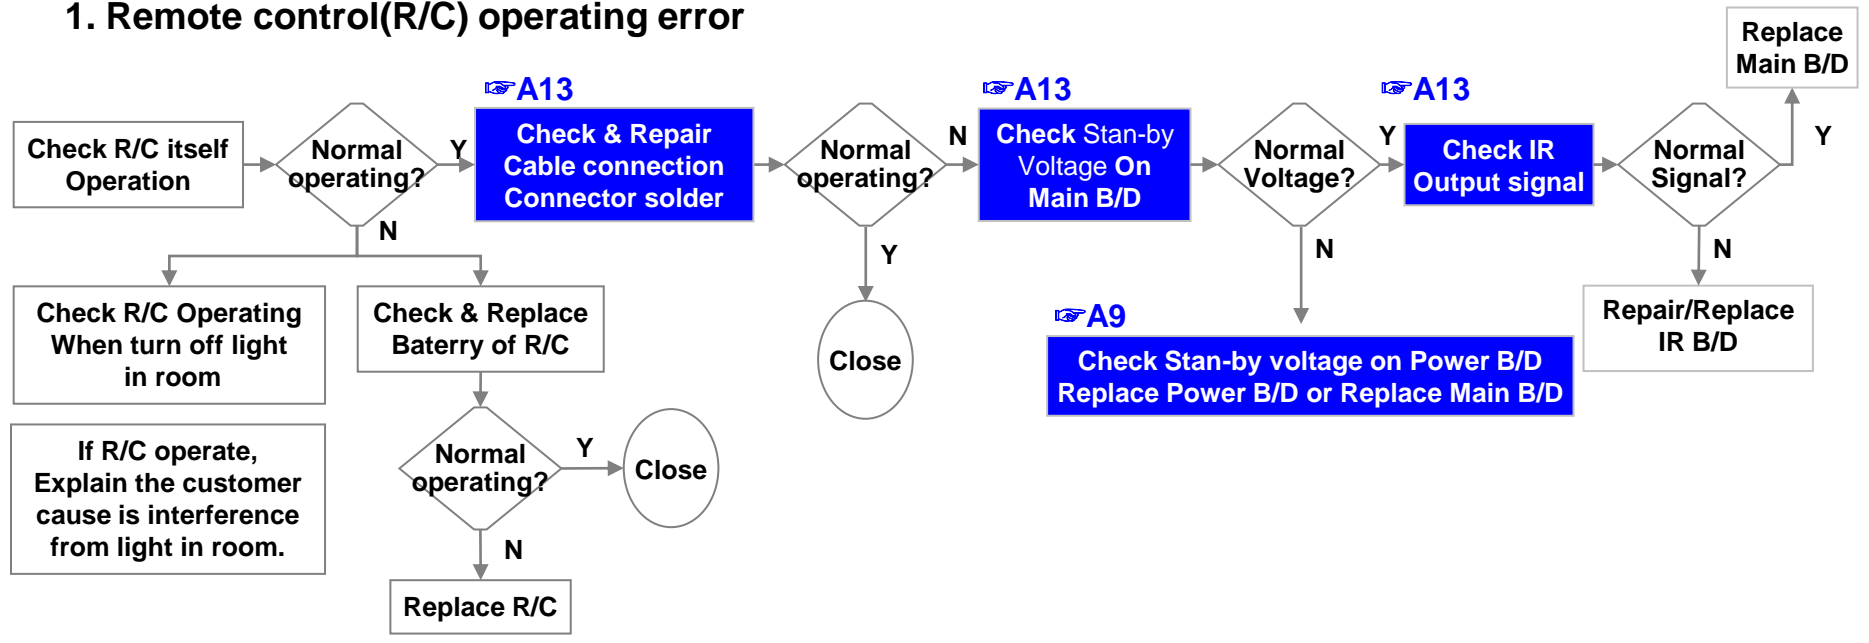 1. Remote control(R/C) operating error
Replace
Main B/D
☞A13
☞A13
☞A13
Check R/C itself
Operation
Normal
operating?
Y
Check & Repair
Cable connection
Connector solder
Normal
operating?
N
Check Stan-by
Voltage On
Main B/D
Normal
Voltage?
Y
Check IR
Output signal
Normal
Signal?
Y
N
Y
N
N
Check R/C Operating
When turn off light
in room
Check & Replace
Baterry of R/C
Close
☞A9
Check Stan-by voltage on Power B/D
Replace Power B/D or Replace Main B/D
Repair/Replace
IR B/D
If R/C operate,
Explain the customer
cause is interference
from light in room.
Normal
operating?
Y
Close
N
Replace R/C